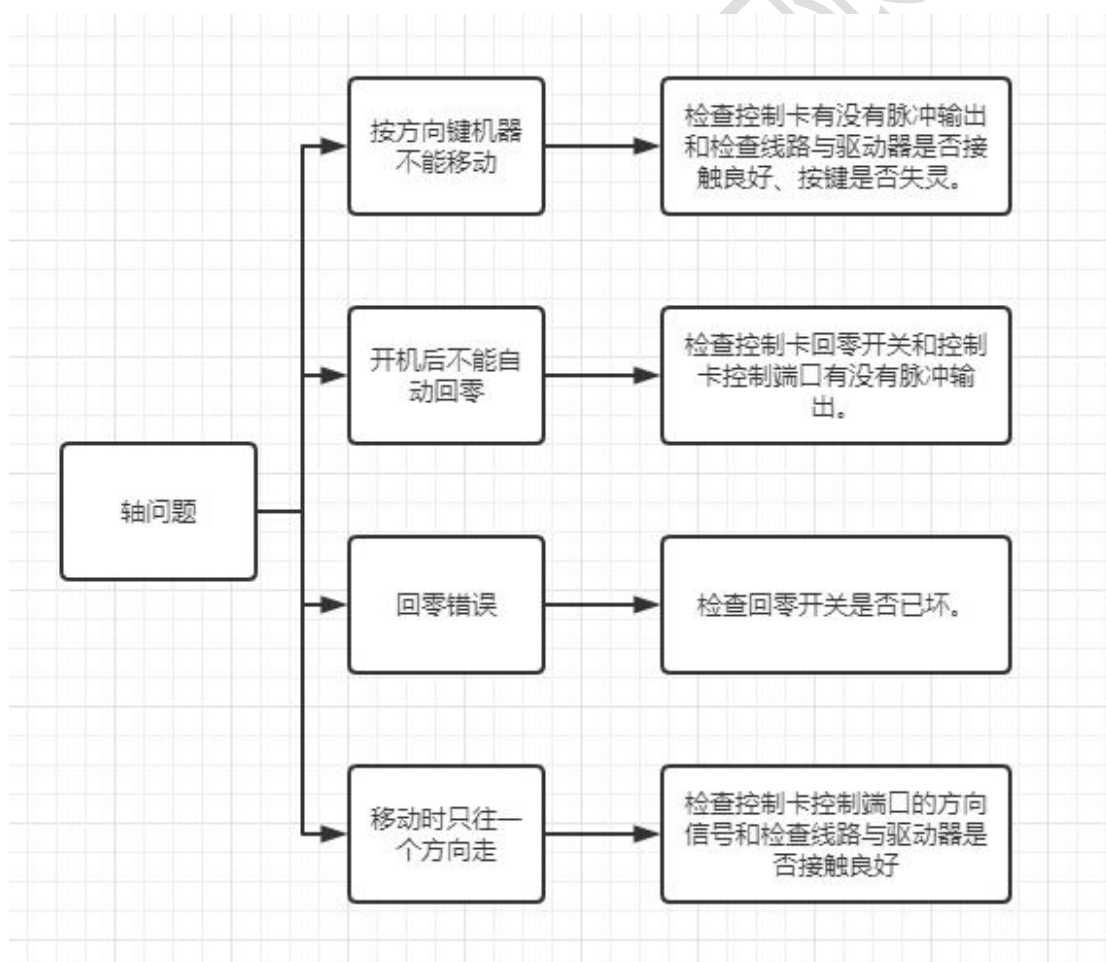 按方向键机器
不能移动
检查控制卡有没有脉冲输出
和检查线路与驱动器是否接
触良好、按键是否失灵。
开机后不能自
动回零
检查控制卡回零开关和控制
卡控制端口有没有脉冲输
出。
轴问题
回零错误
检查回零开关是否已坏。
移动时只往一
个方向走
检查控制卡控制端口的方向
信号和检查线路与驱动器是
否接触良好